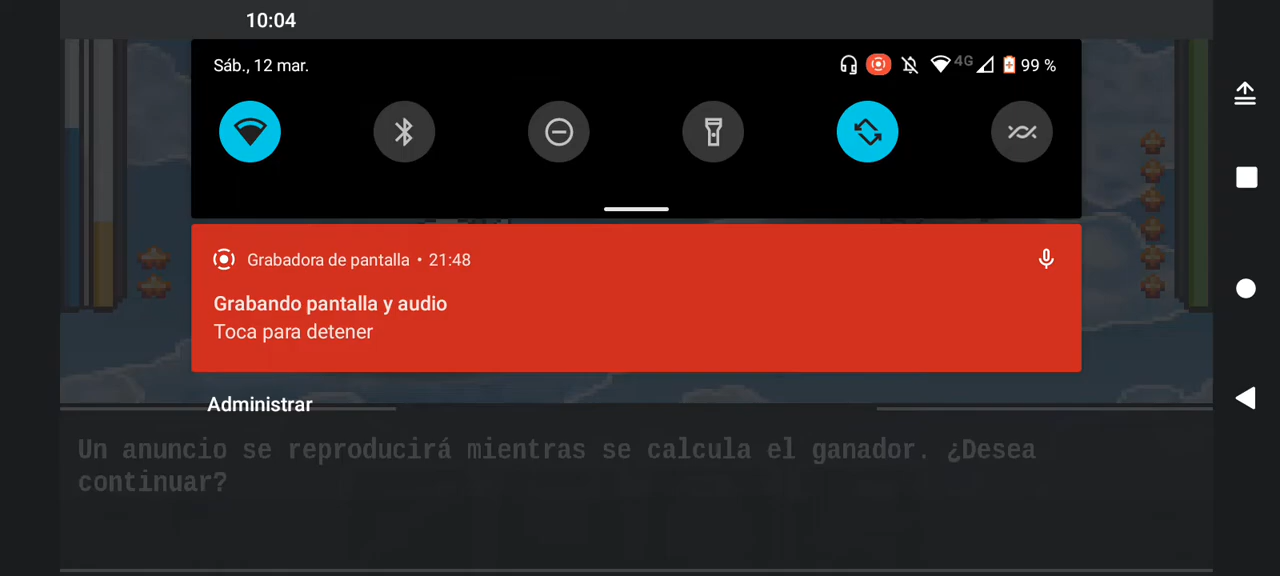 10:04
Sáb., 12 mar.
4G 99 %
Grabadora de pantalla • 21:48
Grabando pantalla y audio
Toca para detener
Administrar
Un anuncio se reproducirá mientras se calcula el ganador. ¿Desea
continuar?